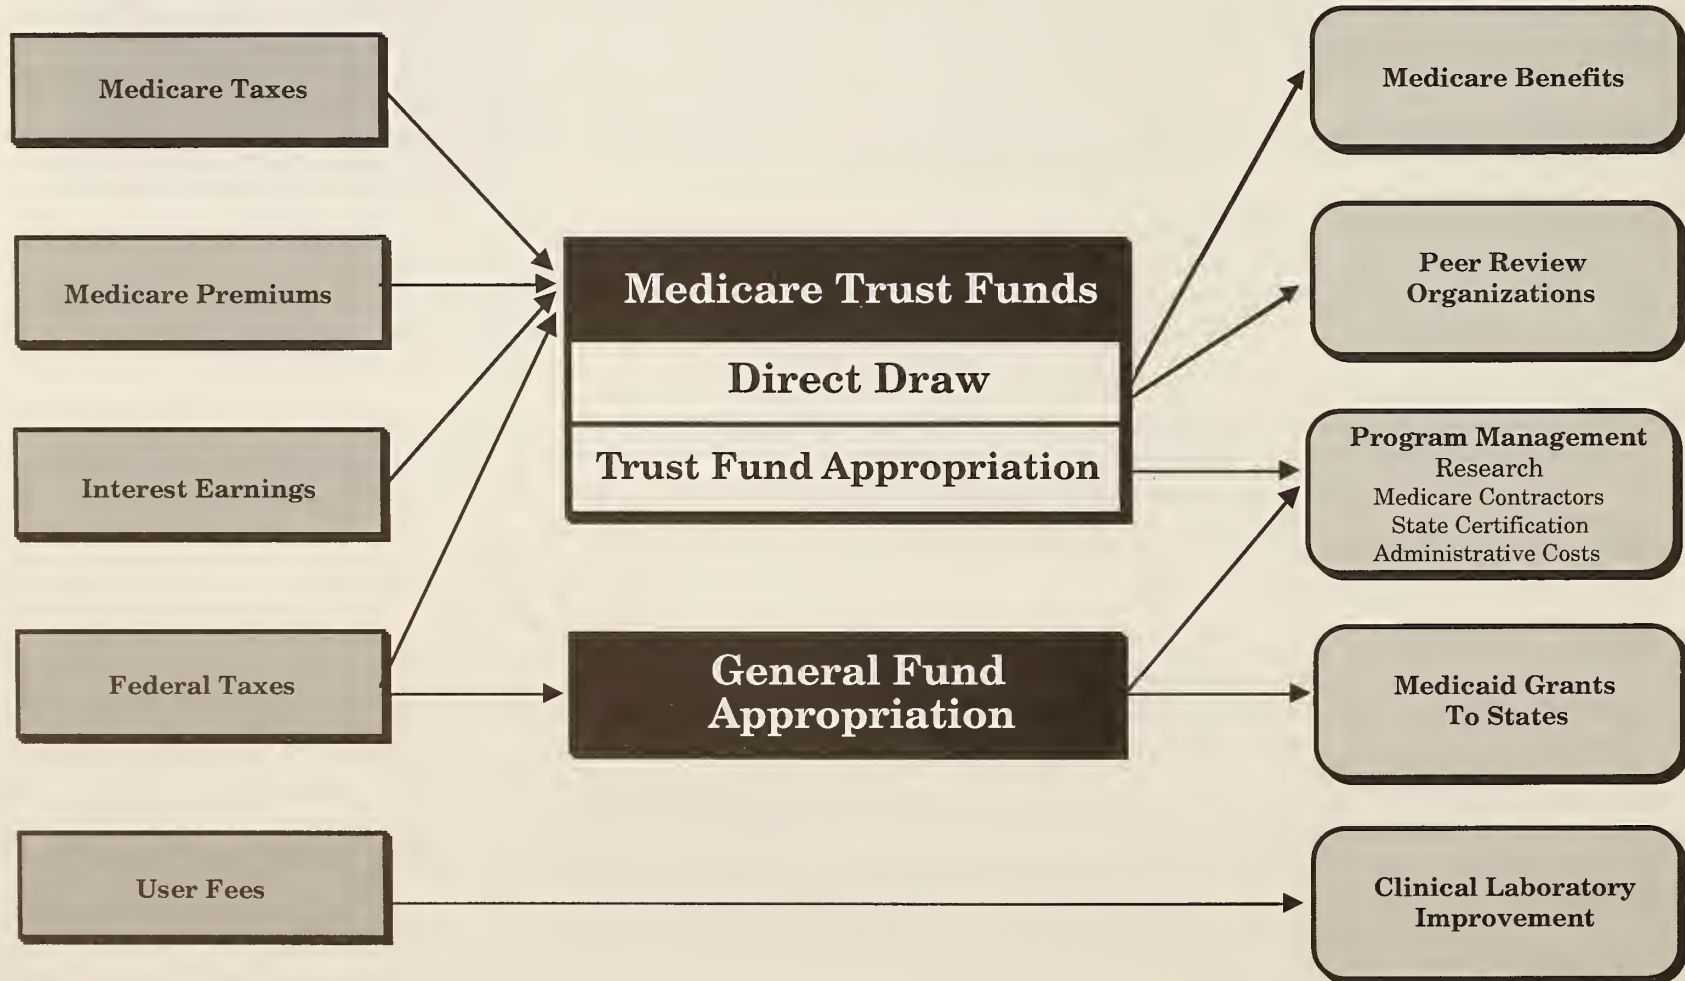 Medicare Taxes
Medicare Premiums
Interest Earnings
Federal Taxes
User Fees
Medicare Trust Funds
Direct Draw
Trust Fund Appropriation
General Fund
Appropriation
Medicare Benefits
Peer Review
Organizations
Program Management
Research
Medicare Contractors
State Certification
Administrative Costs
Medicaid Grants
To States
Clinical Laboratory
Improvement